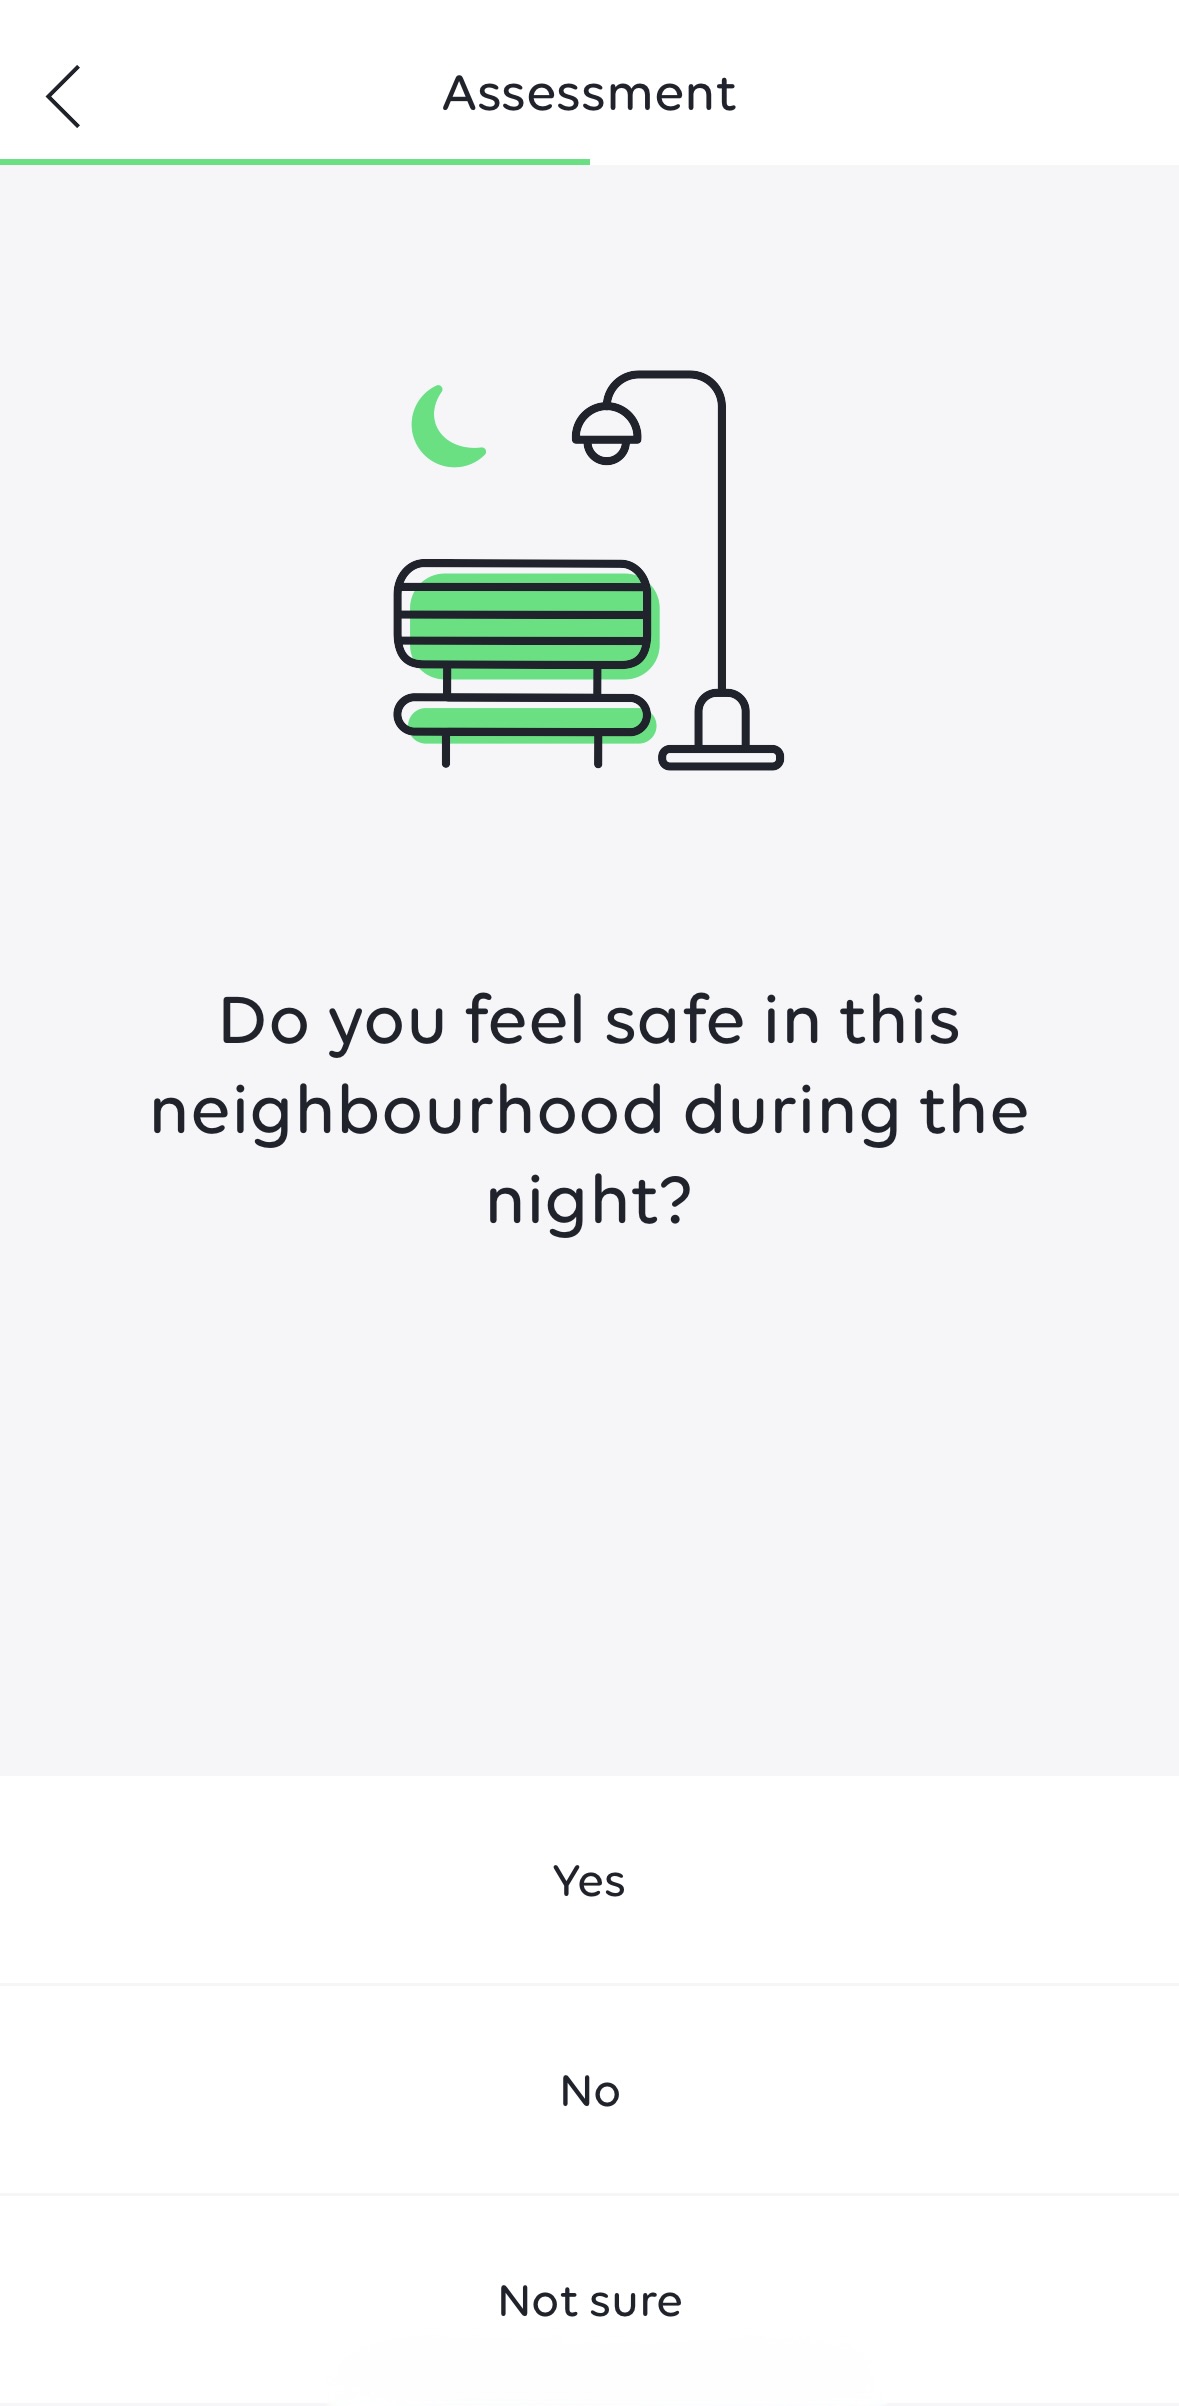 Assessment
Do you feel safe in this
neighbourhood during the
night?
Yes
No
Not sure